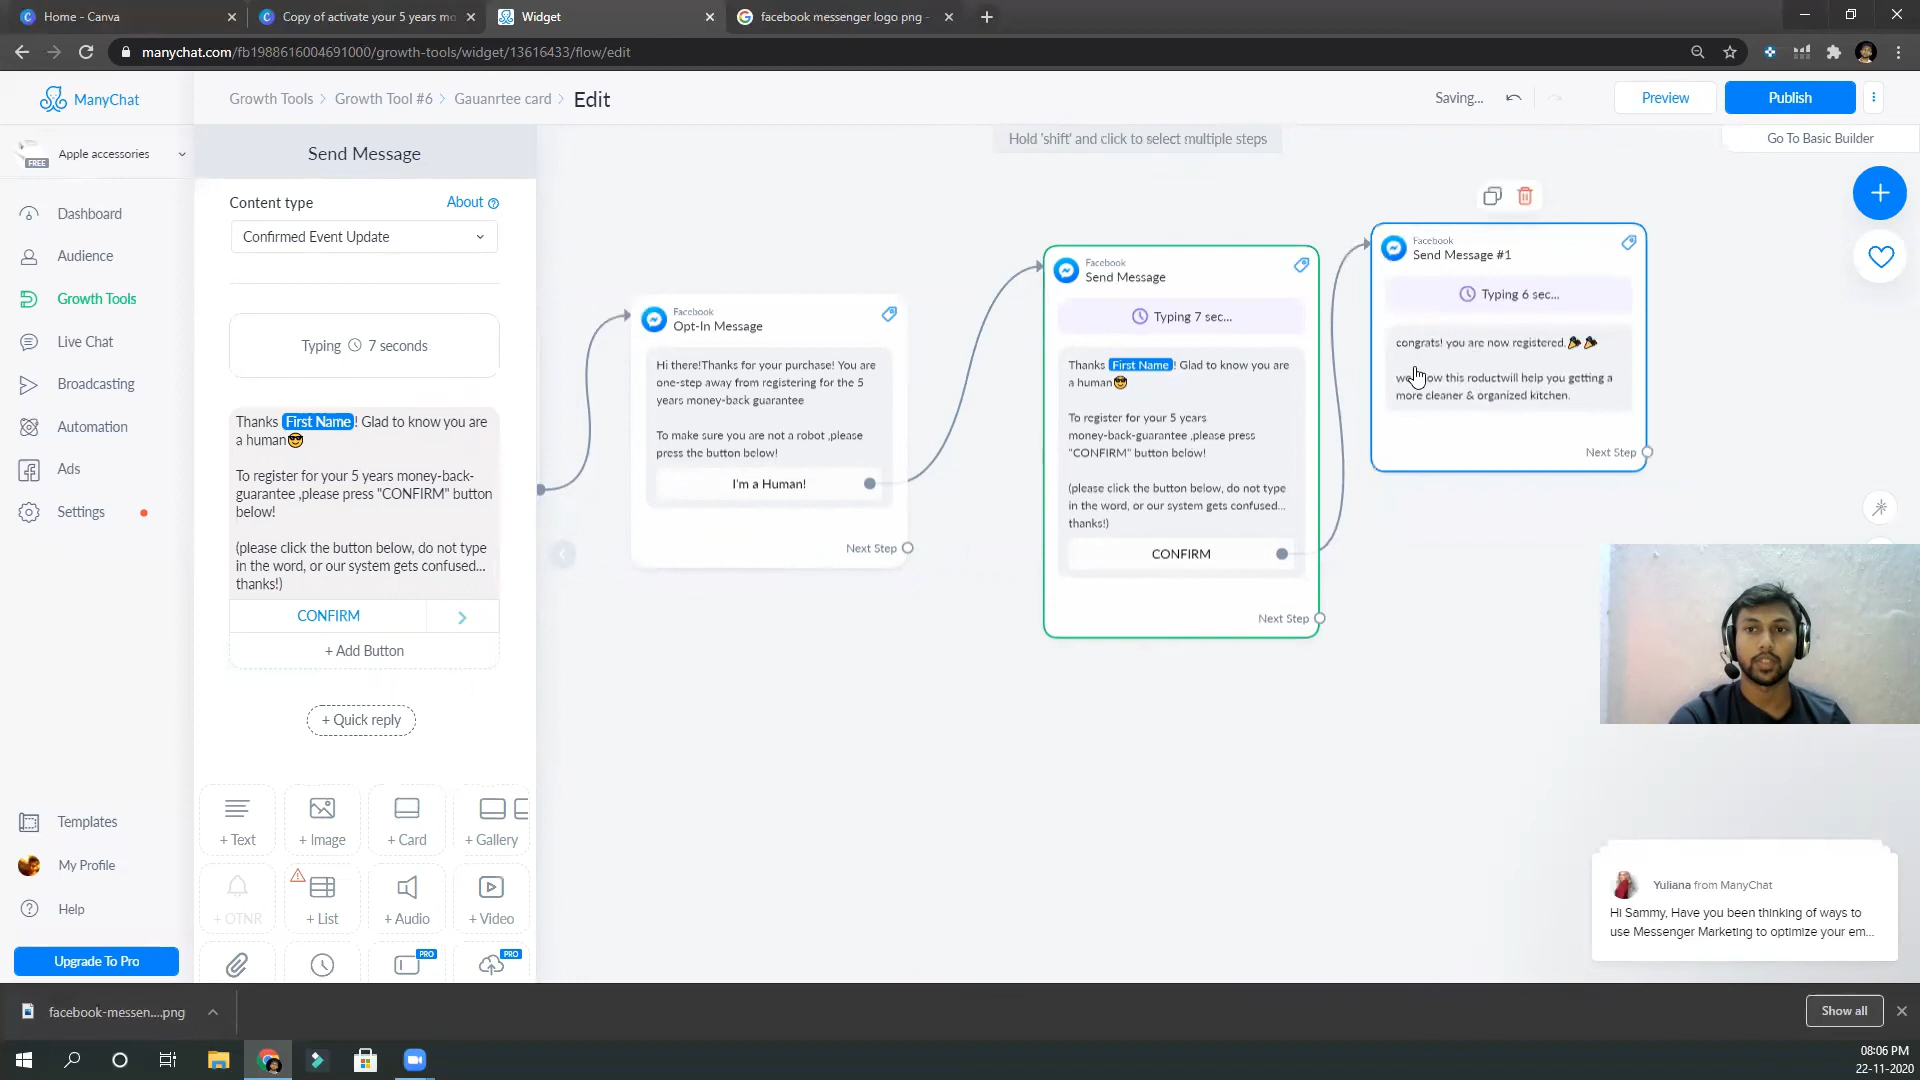 Home - Canva
Copy of activate your 5 years mo
Widget
facebook messenger logo png -
manychat.com/fb1988616004691000/growth-tools/widget/13616433/flow/edit
ManyChat
Growth Tools > Growth Tool #6 > Gauanrtee card > Edit
Saving...
Preview
Publish
Hold 'shift' and click to select multiple steps
Go To Basic Builder
FREE
Apple accessories
Dashboard
Audience
Growth Tools
Live Chat
Broadcasting
Automation
Ads
Settings
Templates
My Profile
Help
Upgrade To Pro
Send Message
Content type
About
Confirmed Event Update
Typing 7 seconds
Thanks First Name! Glad to know you are
a human😎
To register for your 5 years money-back-
guarantee ,please press "CONFIRM" button
below!
(please click the button below, do not type
in the word, or our system gets confused...
thanks!)
CONFIRM
+ Add Button
+ Quick reply
+ Text
+ Image
+ Card
+ Gallery
+ OTNR
+ List
+ Audio
+ Video
PRO
PRO
Facebook
Opt-In Message
Hi there!Thanks for your purchase! You are
one-step away from registering for the 5
years money-back guarantee
To make sure you are not a robot ,please
press the button below!
I'm a Human!
Next Step
Facebook
Send Message
Typing 7 sec...
Thanks First Name! Glad to know you are
a human😎
To register for your 5 years
money-back-guarantee ,please press
"CONFIRM" button below!
(please click the button below, do not type
in the word, or our system gets confused...
thanks!)
CONFIRM
Next Step
Facebook
Send Message #1
Typing 6 sec...
congrats! you are now registered.🎉🎉
this roductwill help you getting a
more cleaner & organized kitchen.
Next Step
Yuliana from ManyChat
Hi Sammy, Have you been thinking of ways to
use Messenger Marketing to optimize your em...
facebook-messen....png
Show all
08:06 PM
22-11-2020